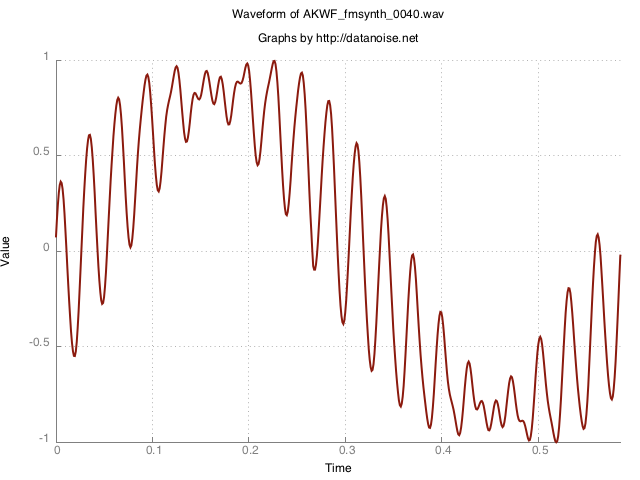 Waveform of AKWF_fmsynth_0040.wav
Graphs by http://datanoise.net
1
0.5
0
-0.5
-1
Value
0 0.1 0.2 0.3 0.4 0.5
Time